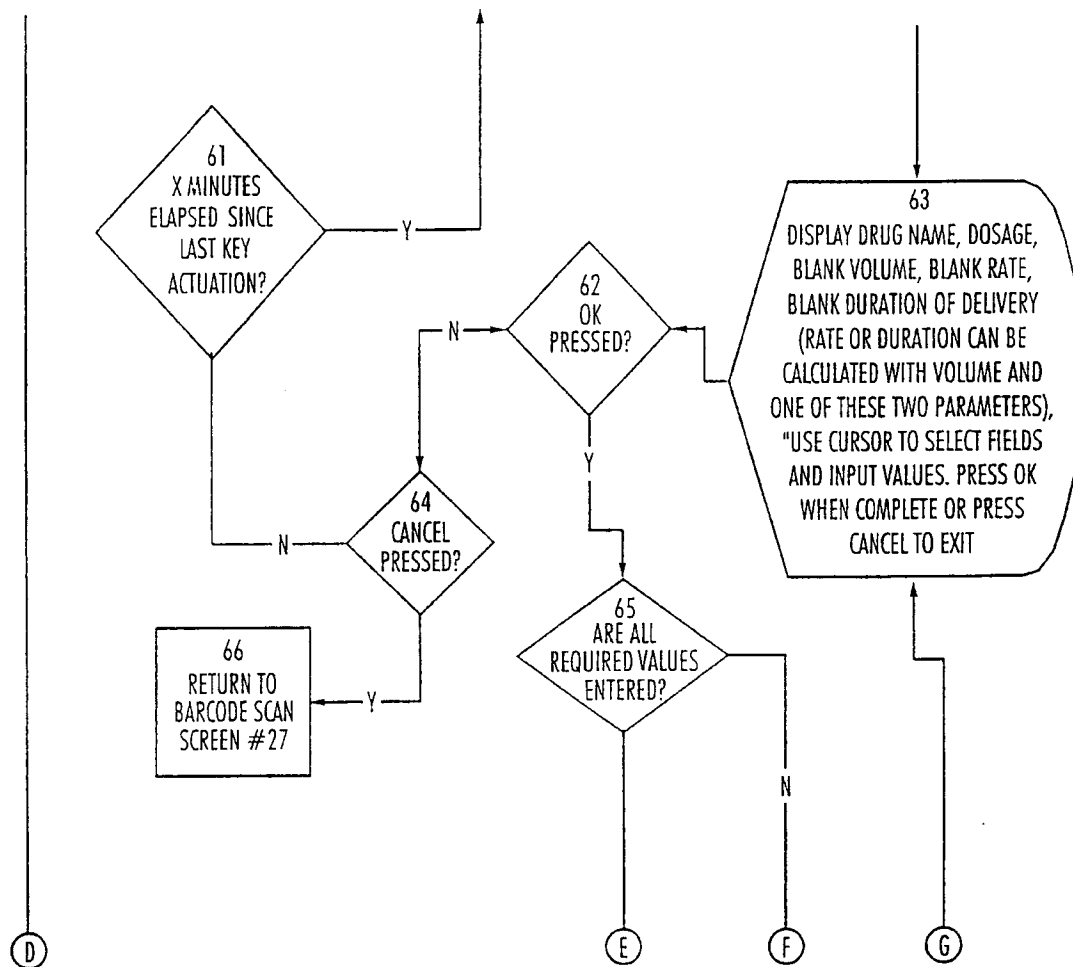 61
X MINUTES
ELAPSED SINCE
LAST KEY
ACTUATION?
Y
62
OK
PRESSED?
N
Y
63
DISPLAY DRUG NAME, DOSAGE,
BLANK VOLUME, BLANK RATE,
BLANK DURATION OF DELIVERY
(RATE OR DURATION CAN BE
CALCULATED WITH VOLUME AND
ONE OF THESE TWO PARAMETERS),
"USE CURSOR TO SELECT FIELDS
AND INPUT VALUES. PRESS OK
WHEN COMPLETE OR PRESS
CANCEL TO EXIT
64
CANCEL
PRESSED?
N
Y
65
ARE ALL
REQUIRED VALUES
ENTERED?
N
66
RETURN TO
BARCODE SCAN
SCREEN #27
D
E
F
G